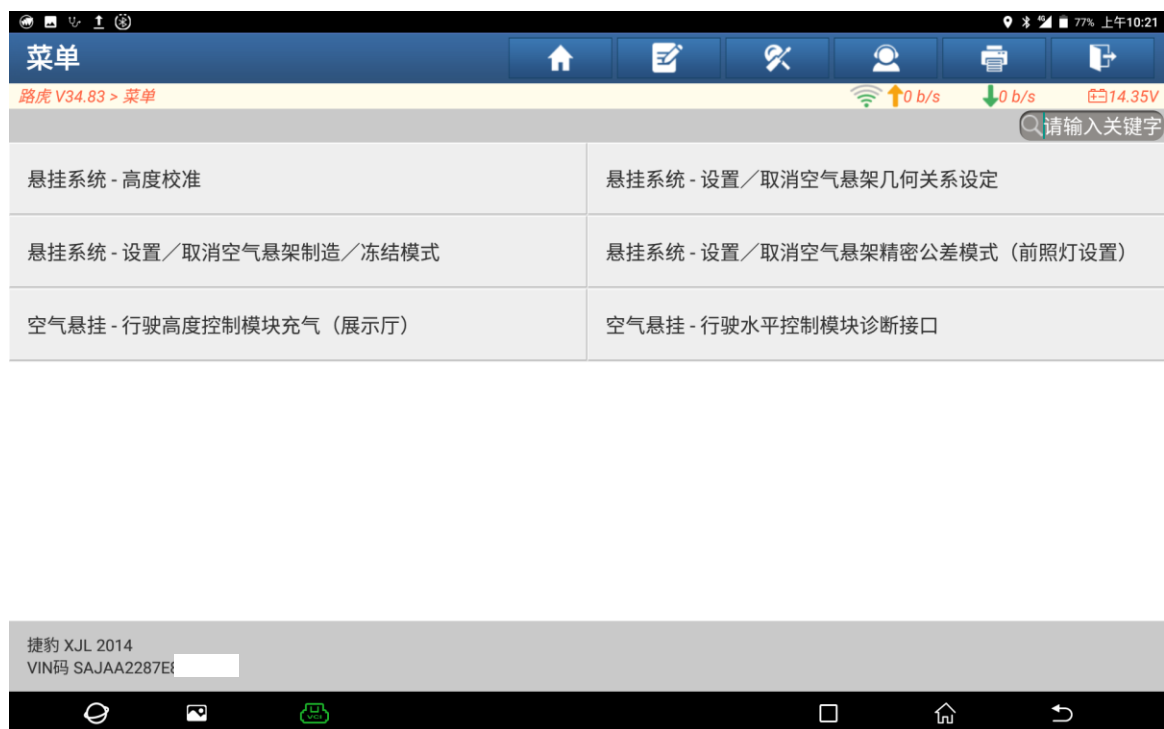 4G 77% 上午10:21
菜单
路虎 V34.83 > 菜单 0 b/s 0 b/s 14.35V
请输入关键字
悬挂系统 - 高度校准 悬挂系统 - 设置／取消空气悬架几何关系设定
悬挂系统 - 设置／取消空气悬架制造／冻结模式 悬挂系统 - 设置／取消空气悬架精密公差模式（前照灯设置）
空气悬挂 - 行驶高度控制模块充气（展示厅） 空气悬挂 - 行驶水平控制模块诊断接口
捷豹 XJL 2014
VIN码 SAJAA2287E
VCI